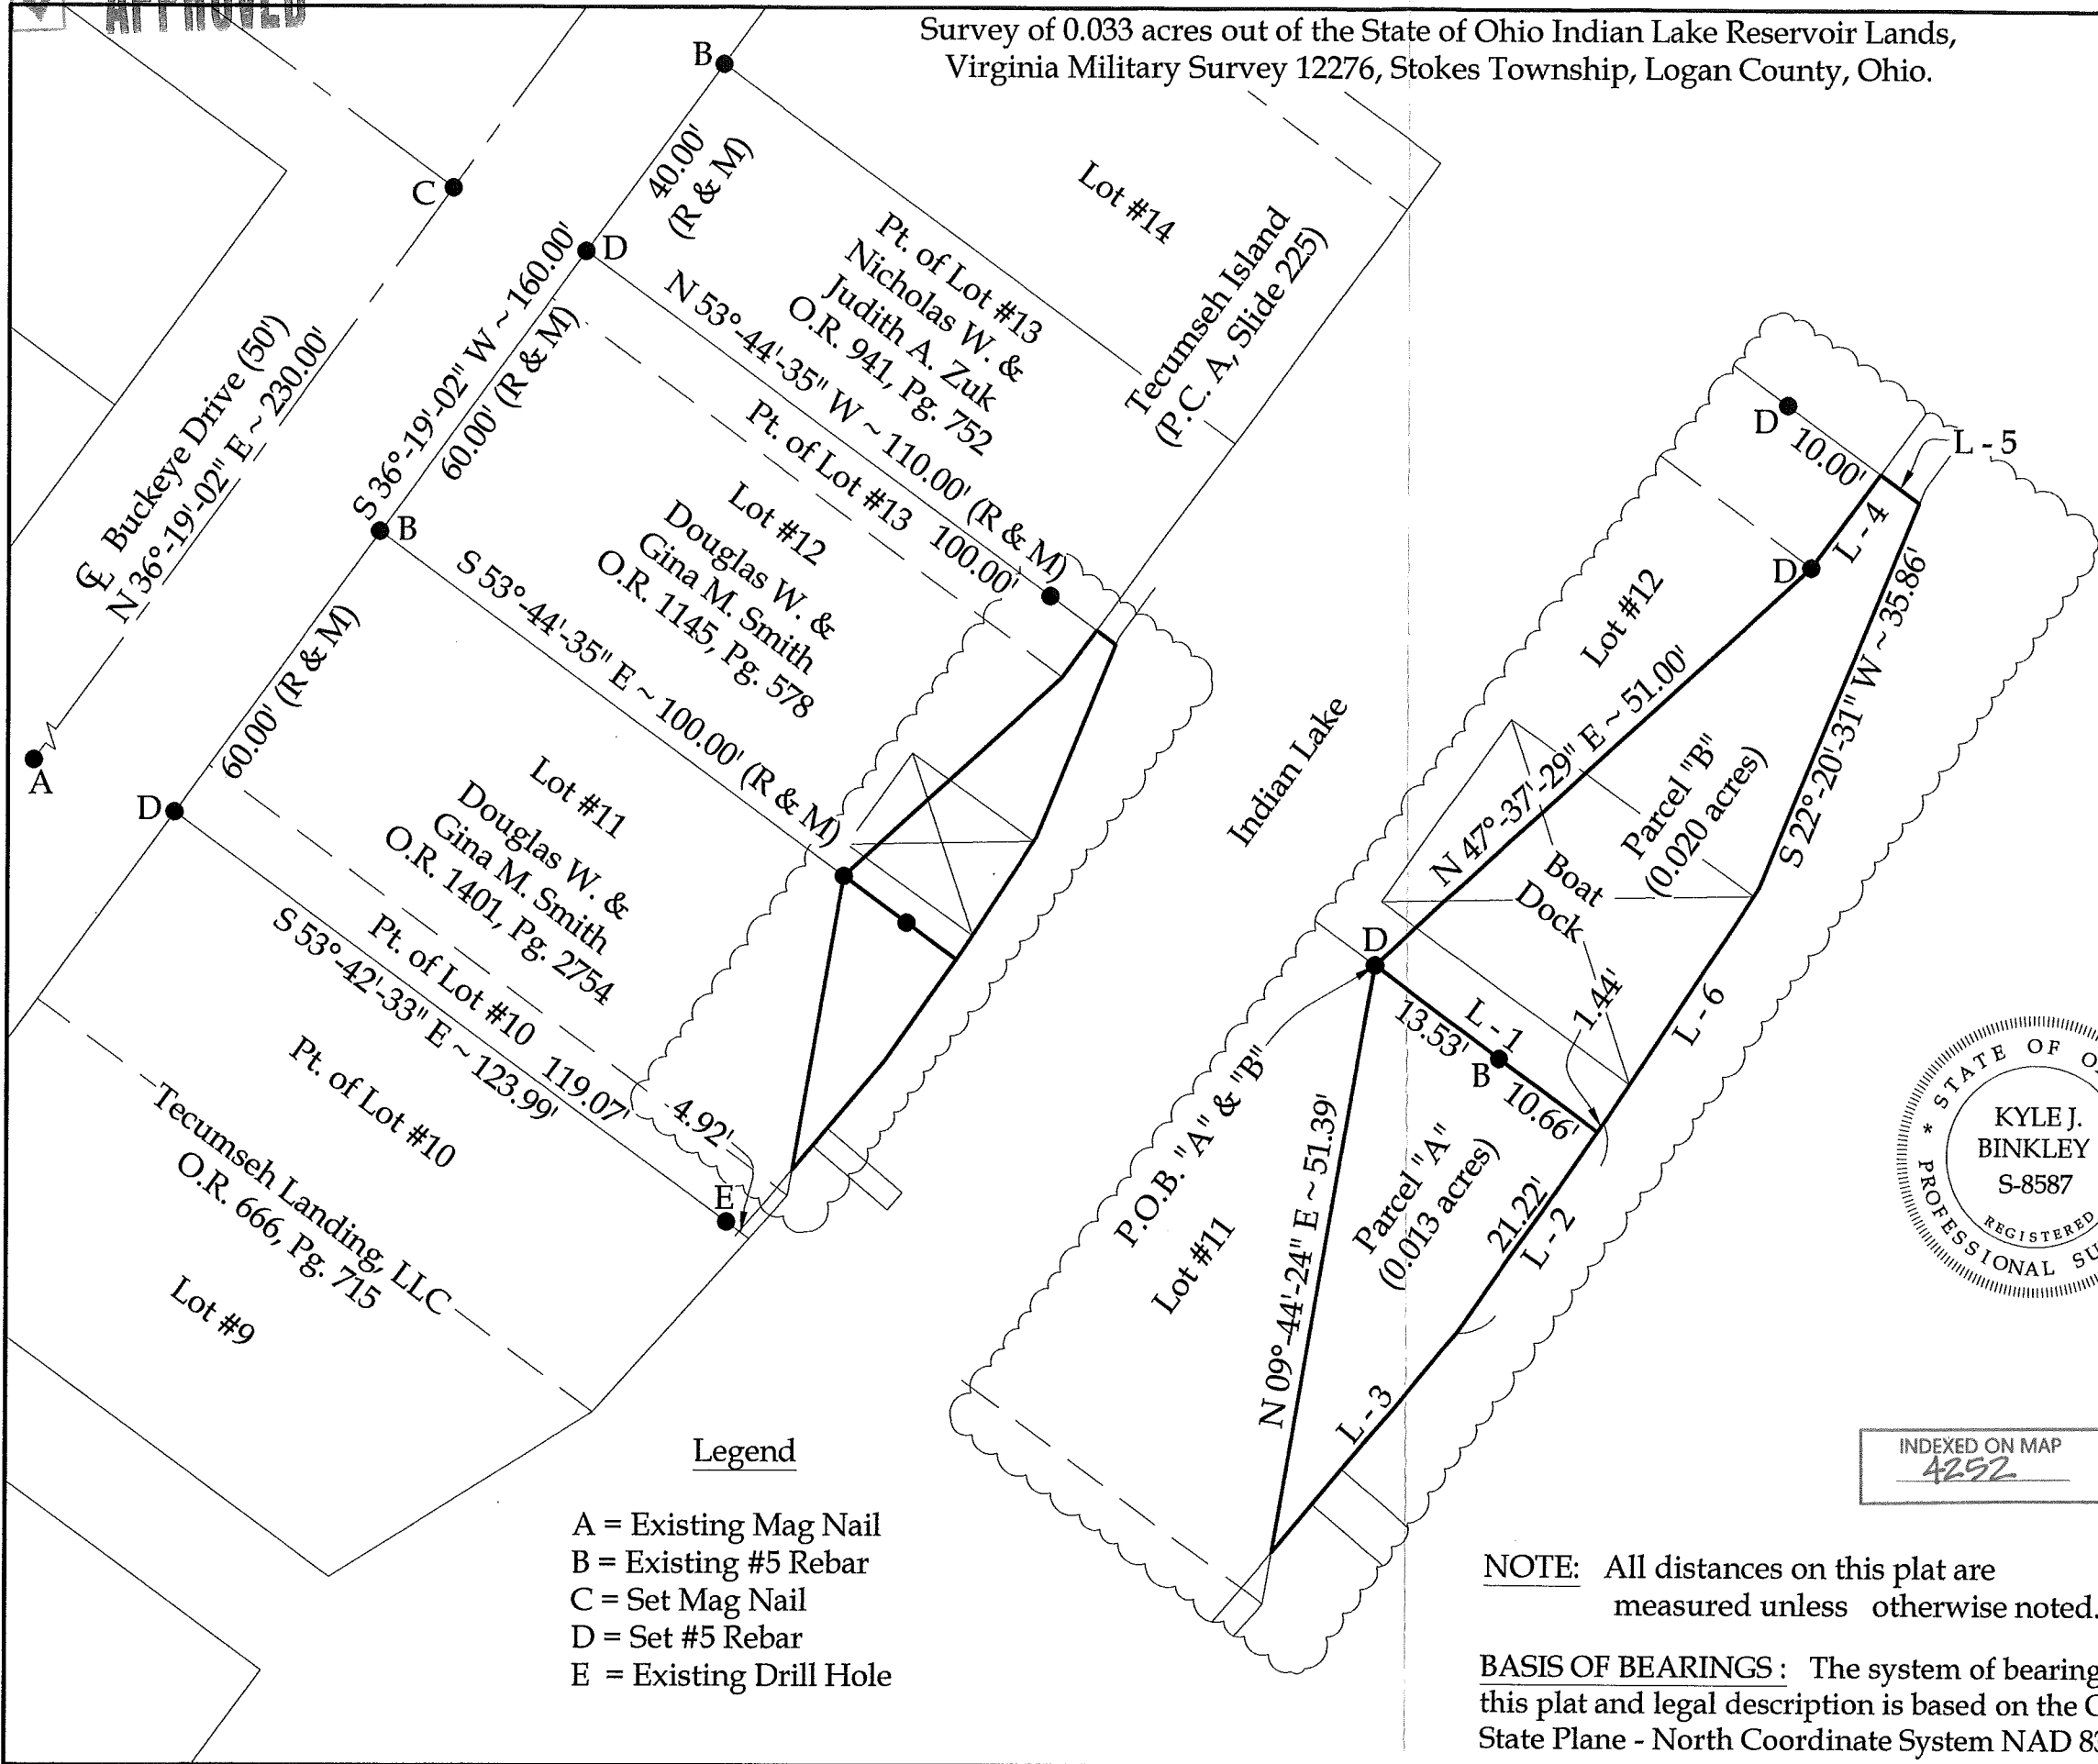 APPROVED
Survey of 0.033 acres out of the State of Ohio Indian Lake Reservoir Lands,
Virginia Military Survey 12276, Stokes Township, Logan County, Ohio.
B
C
40.00'
(R & M)
D
Lot #14
Tecumseh Island
(P.C. A, Slide 225)
Pt. of Lot #13
Nicholas W. &
Judith A. Zuk
O.R. 941, Pg. 752
N 53°-44'-35" W ~ 110.00' (R & M)
Pt. of Lot #13 100.00'
S 36°-19'-02" W ~ 160.00'
60.00' (R & M)
℄ Buckeye Drive (50')
N 36°-19'-02" E ~ 230.00'
B
Lot #12
Douglas W. &
Gina M. Smith
O.R. 1145, Pg. 578
S 53°-44'-35" E ~ 100.00' (R & M)
60.00' (R & M)
A
D
Lot #11
Douglas W. &
Gina M. Smith
O.R. 1401, Pg. 2754
Pt. of Lot #10 119.07'
4.92'
S 53°-42'-33" E ~ 123.99'
E
Pt. of Lot #10
Tecumseh Landing, LLC
O.R. 666, Pg. 715
Lot #9
Indian Lake
D
10.00'
L - 5
L - 4
D
Lot #12
N 47°-37'-29" E ~ 51.00'
S 22°-20'-31" W ~ 35.86'
Parcel "B"
(0.020 acres)
Boat
Dock
D
L - 1
13.53'
B
10.66'
1.44'
L - 6
P.O.B. "A" & "B"
Lot #11
N 09°-44'-24" E ~ 51.39'
Parcel "A"
(0.013 acres)
21.22'
L - 2
L - 3
* STATE OF O
KYLE J.
BINKLEY
S-8587
REGISTERED
PROFESSIONAL SU
INDEXED ON MAP
4252
Legend
A = Existing Mag Nail
B = Existing #5 Rebar
C = Set Mag Nail
D = Set #5 Rebar
E = Existing Drill Hole
NOTE: All distances on this plat are
measured unless otherwise noted.
BASIS OF BEARINGS : The system of bearing
this plat and legal description is based on the
State Plane - North Coordinate System NAD 83